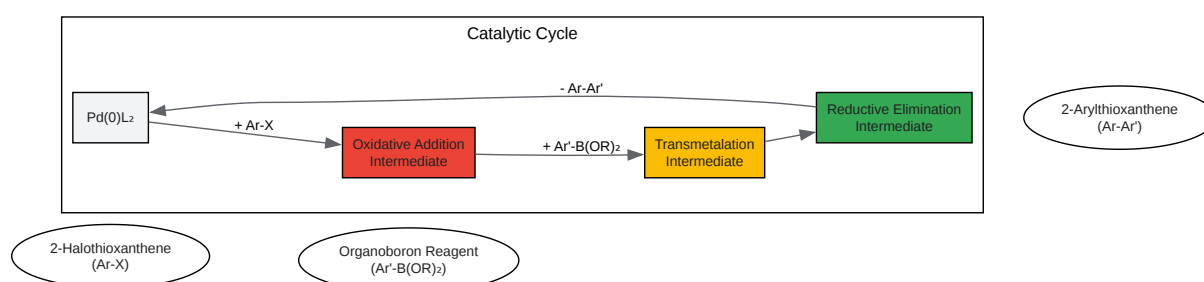 Catalytic Cycle
- Ar-Ar'
Pd(0)L₂
+ Ar-X
Oxidative Addition
Intermediate
+ Ar'-B(OR)₂
Transmetalation
Intermediate
Reductive Elimination
Intermediate
2-Arylthioxanthene
(Ar-Ar')
2-Halothioxanthene
(Ar-X)
Organoboron Reagent
(Ar'-B(OR)₂)